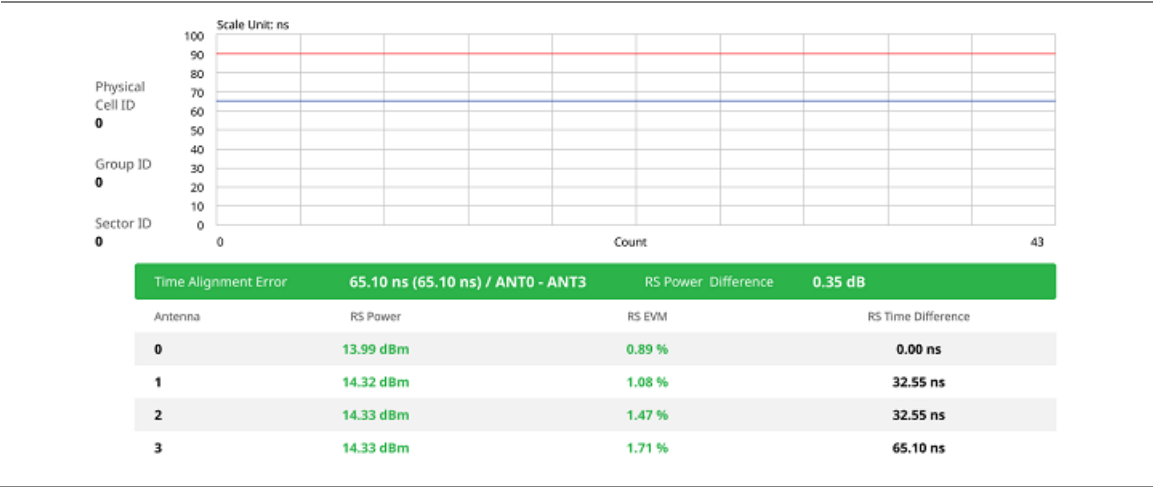 Scale Unit: ns
100
90
80
70
60
50
40
30
20
10
0
Physical
Cell ID
0
Group ID
0
Sector ID
0
0 Count 43
Time Alignment Error 65.10 ns (65.10 ns) / ANT0 - ANT3 RS Power Difference 0.35 dB
Antenna RS Power RS EVM RS Time Difference
0 13.99 dBm 0.89 % 0.00 ns
1 14.32 dBm 1.08 % 32.55 ns
2 14.33 dBm 1.47 % 32.55 ns
3 14.33 dBm 1.71 % 65.10 ns